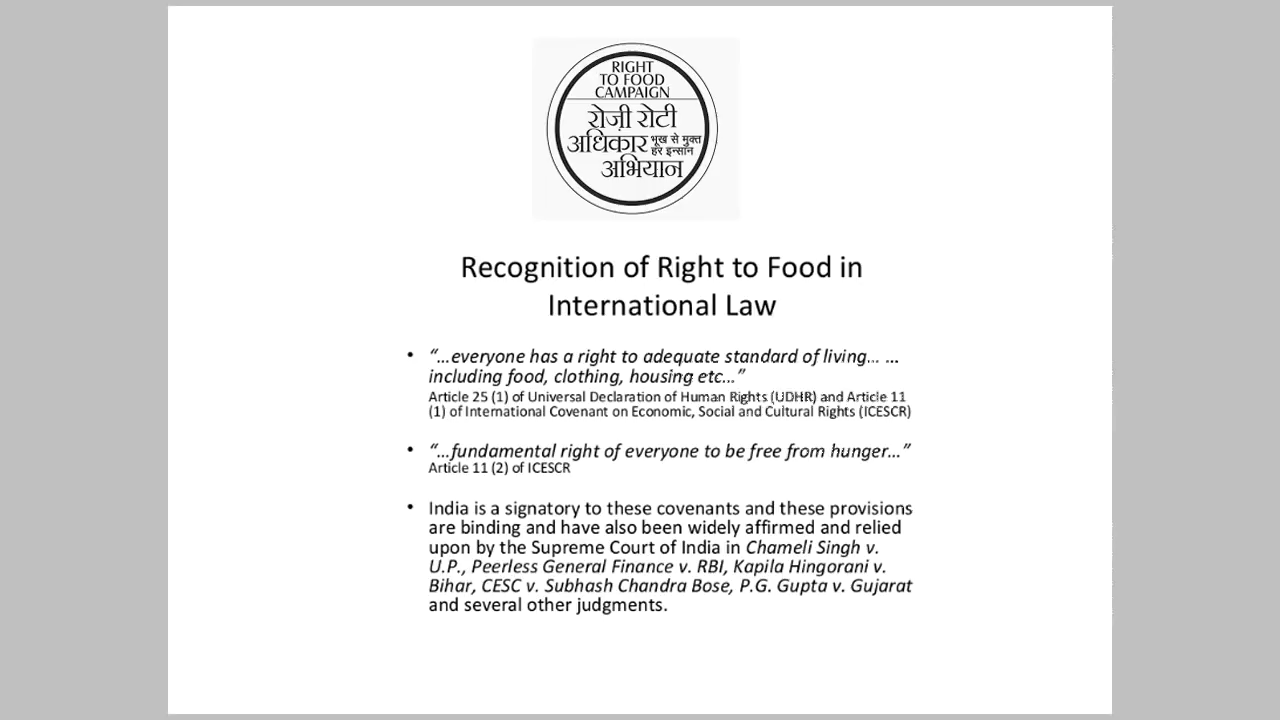 RIGHT
TO FOOD
CAMPAIGN
रोज़ी रोटी
अधिकार भूख से मुक्त
हर इन्सान
अभियान
Recognition of Right to Food in
International Law
• “…everyone has a right to adequate standard of living… …
including food, clothing, housing etc…”
Article 25 (1) of Universal Declaration of Human Rights (UDHR) and Article 11
(1) of International Covenant on Economic, Social and Cultural Rights (ICESCR)
• “…fundamental right of everyone to be free from hunger…”
Article 11 (2) of ICESCR
• India is a signatory to these covenants and these provisions
are binding and have also been widely affirmed and relied
upon by the Supreme Court of India in Chameli Singh v.
U.P., Peerless General Finance v. RBI, Kapila Hingorani v.
Bihar, CESC v. Subhash Chandra Bose, P.G. Gupta v. Gujarat
and several other judgments.